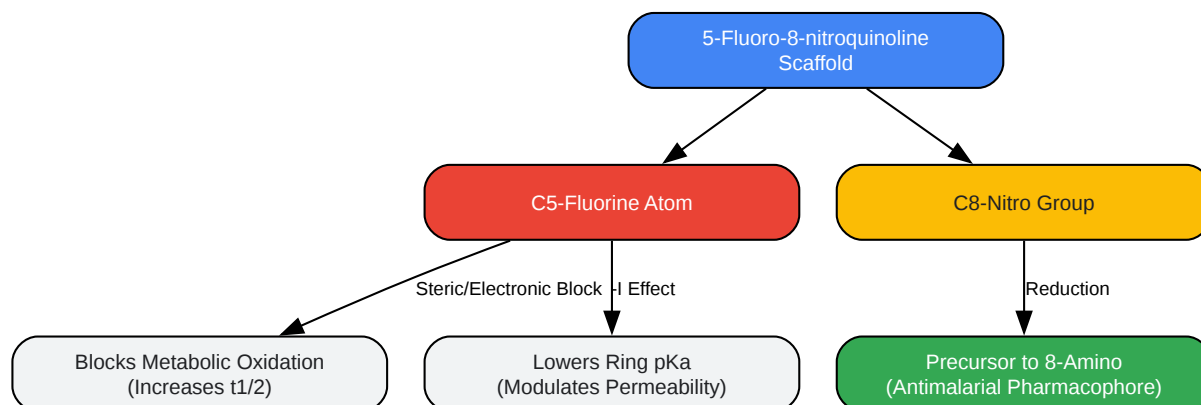 5-Fluoro-8-nitroquinoline
Scaffold
C5-Fluorine Atom
C8-Nitro Group
Steric/Electronic Block
-I Effect
Reduction
Blocks Metabolic Oxidation
(Increases t1/2)
Lowers Ring pKa
(Modulates Permeability)
Precursor to 8-Amino
(Antimalarial Pharmacophore)